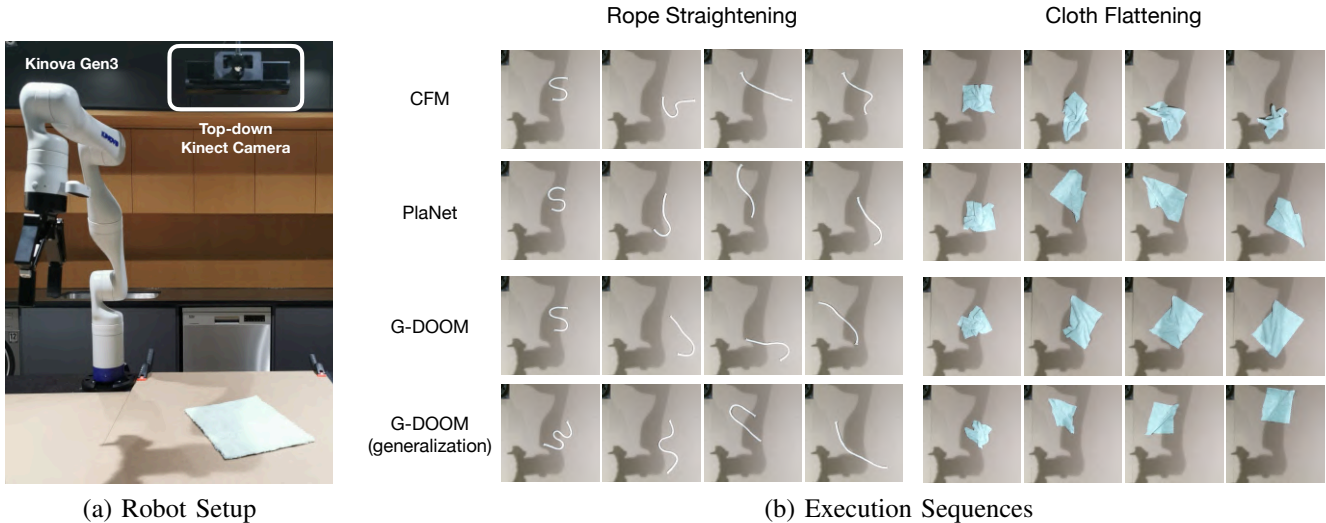 Kinova Gen3
Top-down
Kinect Camera
(a) Robot Setup
Rope Straightening
Cloth Flattening
CFM
PlaNet
G-DOOM
G-DOOM
(generalization)
(b) Execution Sequences